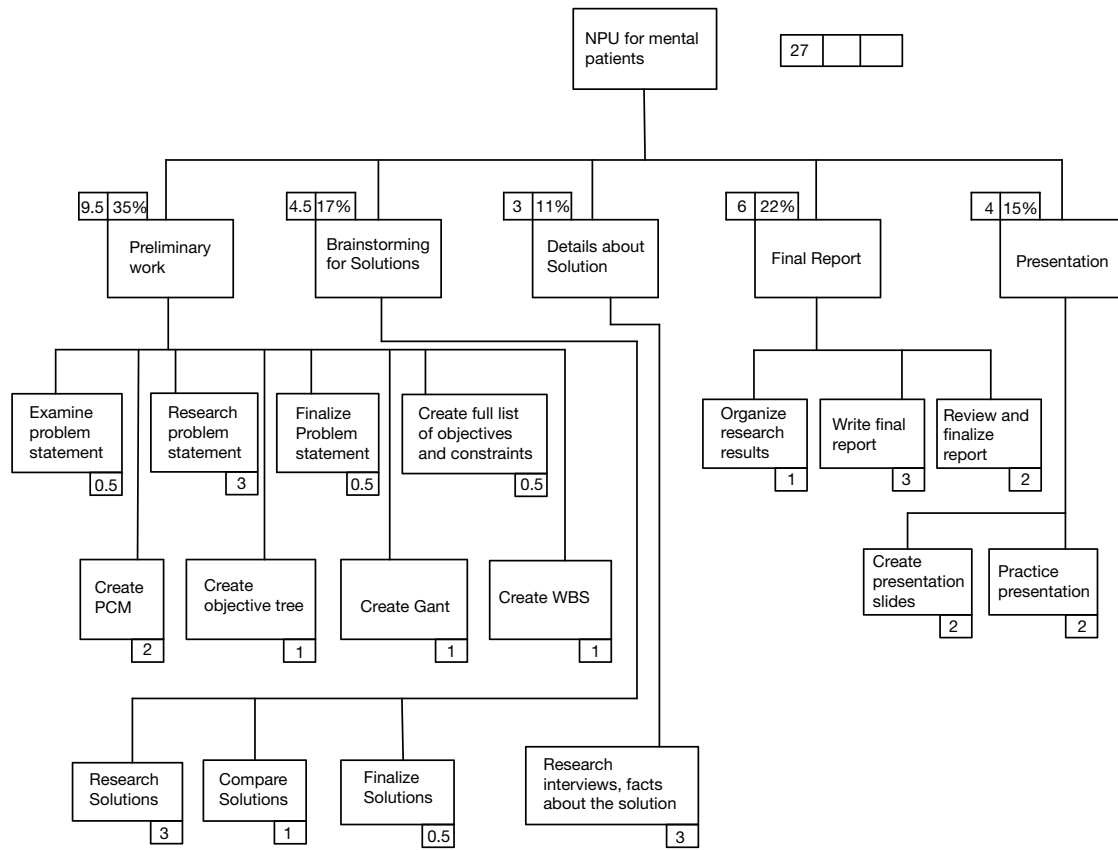 NPU for mental
patients
27
9.5 35%
Preliminary
work
4.5 17%
Brainstorming
for Solutions
3 11%
Details about
Solution
6 22%
Final Report
4 15%
Presentation
Examine
problem
statement
0.5
Research
problem
statement
3
Finalize
Problem
statement
0.5
Create full list
of objectives
and constraints
0.5
Organize
research
results
1
Write final
report
3
Review and
finalize
report
2
Create
PCM
2
Create
objective tree
1
Create Gant
1
Create WBS
1
Create
presentation
slides
2
Practice
presentation
2
Research
Solutions
3
Compare
Solutions
1
Finalize
Solutions
0.5
Research
interviews, facts
about the solution
3